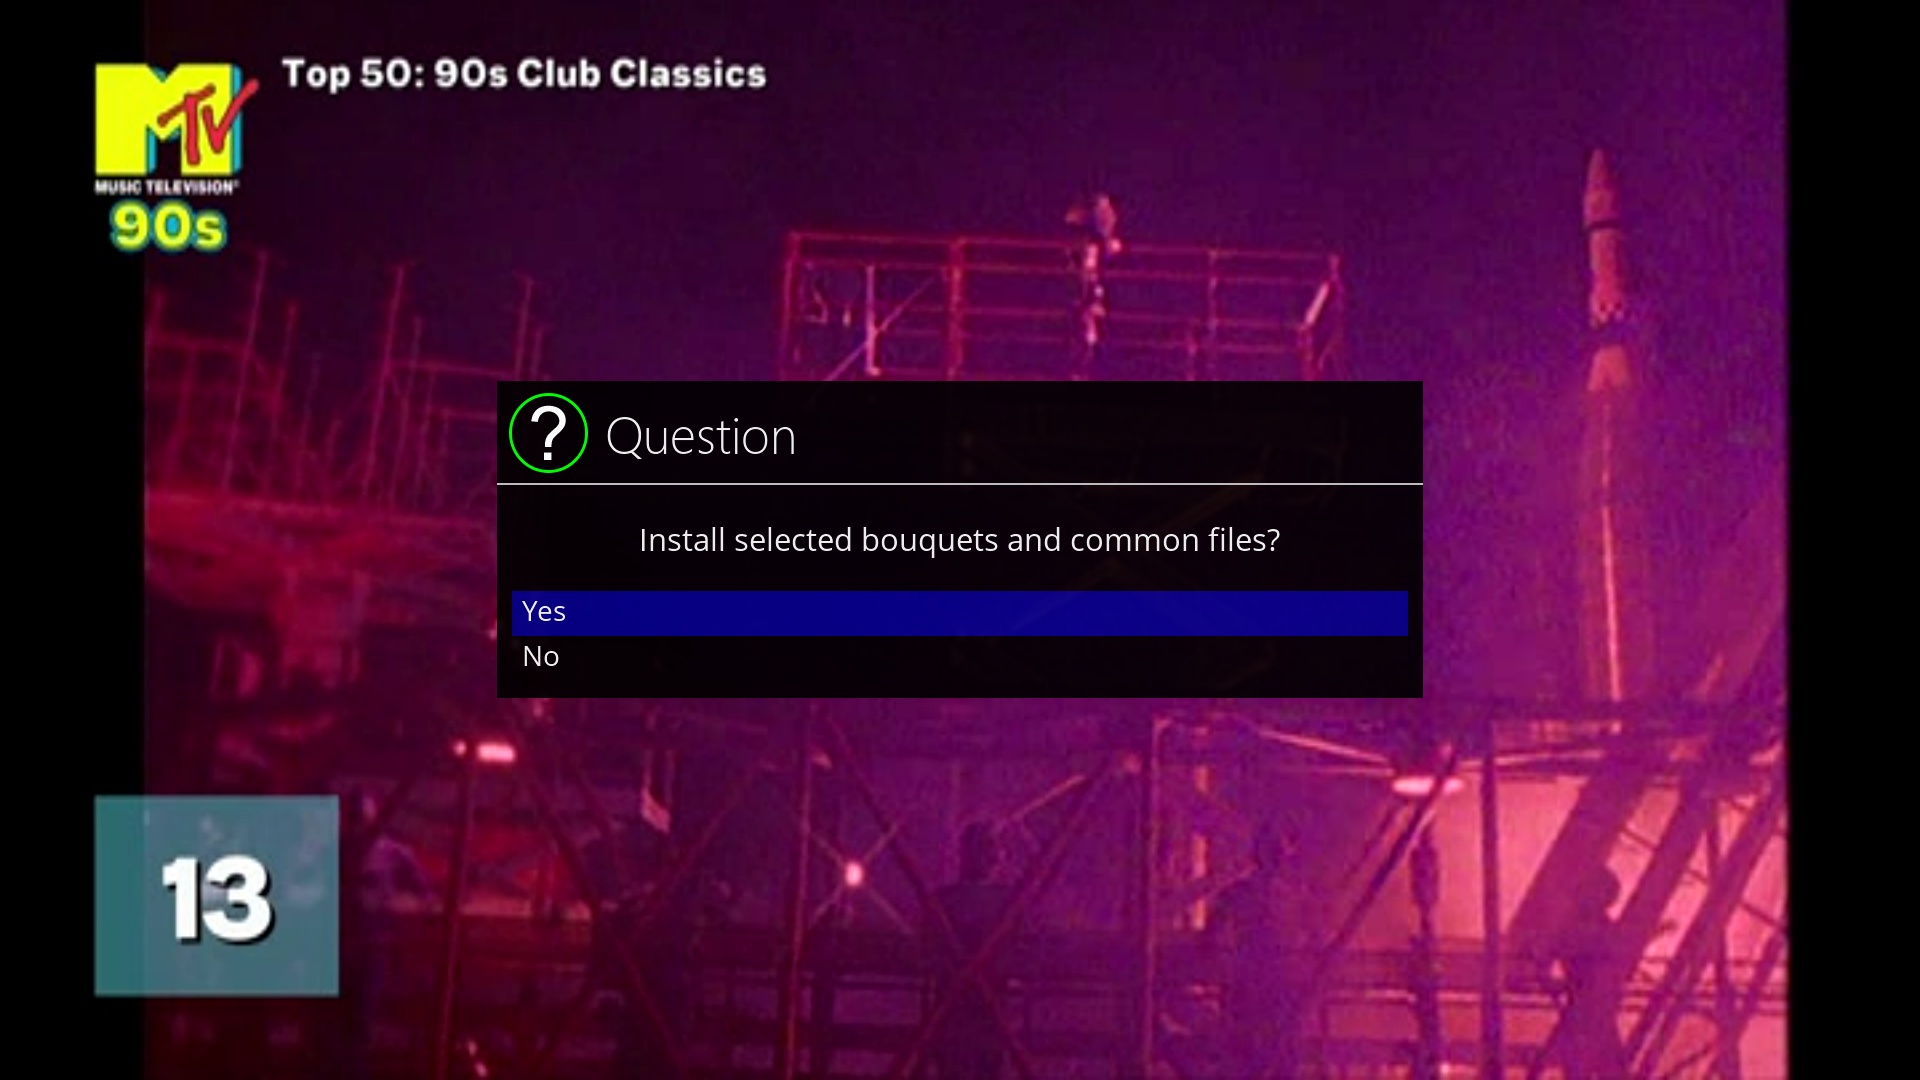 Top 50: 90s Club Classics
MTV
MUSIC TELEVISION®
90s
? Question
Install selected bouquets and common files?
Yes
No
13